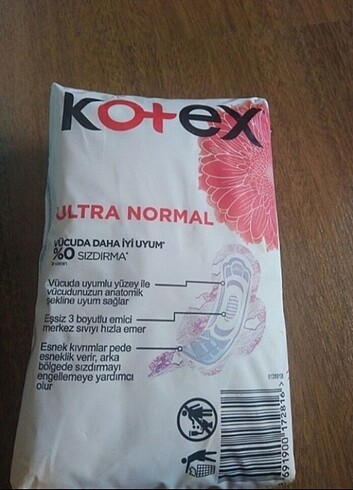 Kotex
ULTRA NORMAL
VÜCUDA DAHA İYİ UYUM*
%0 SIZDIRMA*
Vücuda uyumlu yüzey ile
vücudunuzun anatomik
şekline uyum sağlar
Eşsiz 3 boyutlu emici
merkez sıvıyı hızla emer
Esnek kıvrımlar pede
esneklik verir, arka
bölgede sızdırmayı
engellemeye yardımcı
olur